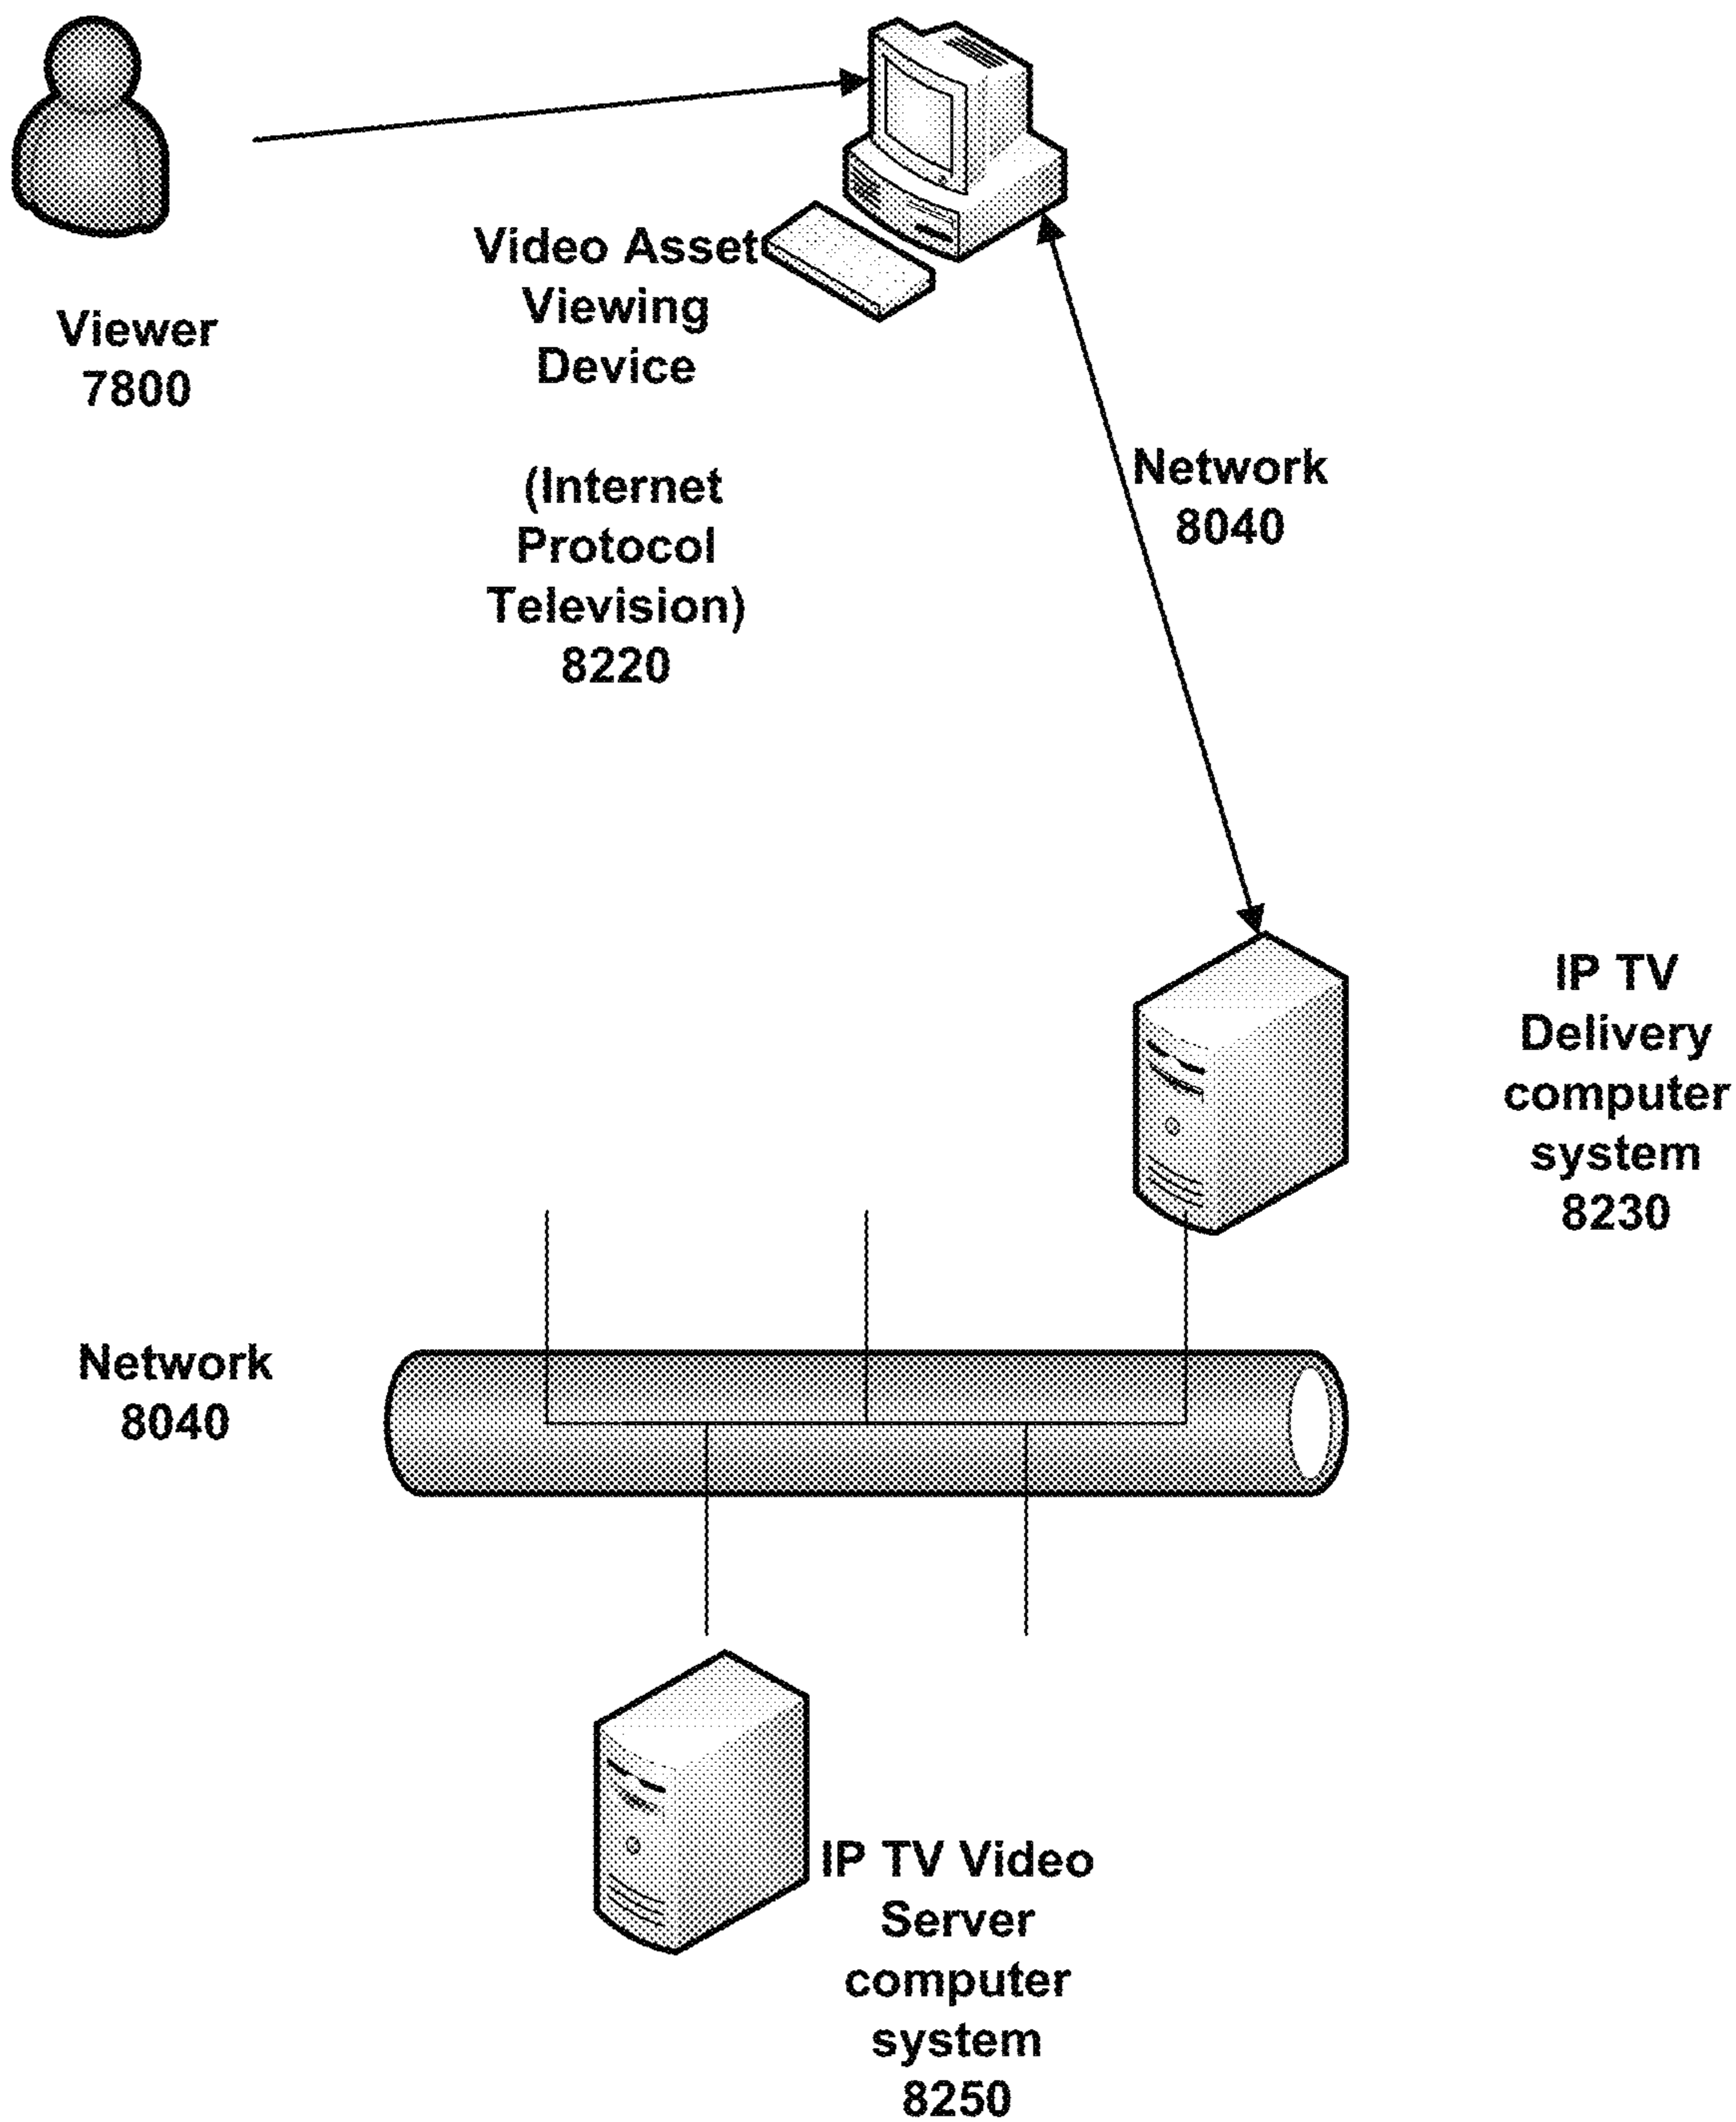 Viewer
7800
Video Asset
Viewing
Device
(Internet
Protocol
Television)
8220
Network
8040
IP TV
Delivery
computer
system
8230
Network
8040
IP TV Video
Server
computer
system
8250